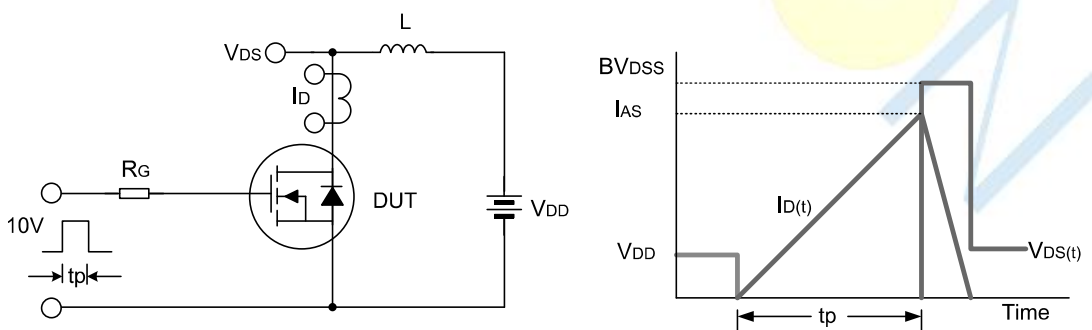 VDS
L
ID
RG
10V
tp
DUT
VDD
BVDSS
IAS
ID(t)
VDD
VDS(t)
tp
Time